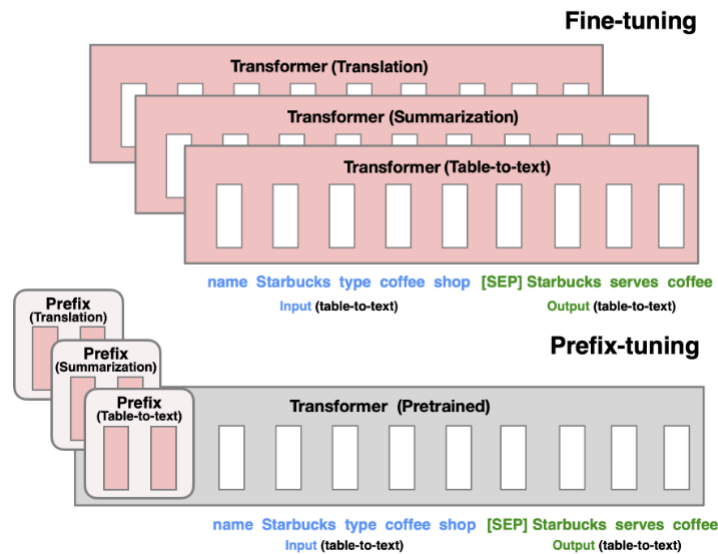 Fine-tuning
Transformer (Translation)
Transformer (Summarization)
Transformer (Table-to-text)
name Starbucks type coffee shop [SEP] Starbucks serves coffee
Input (table-to-text) Output (table-to-text)
Prefix-tuning
Prefix
(Translation)
Prefix
(Summarization)
Prefix
(Table-to-text)
Transformer (Pretrained)
name Starbucks type coffee shop [SEP] Starbucks serves coffee
Input (table-to-text) Output (table-to-text)